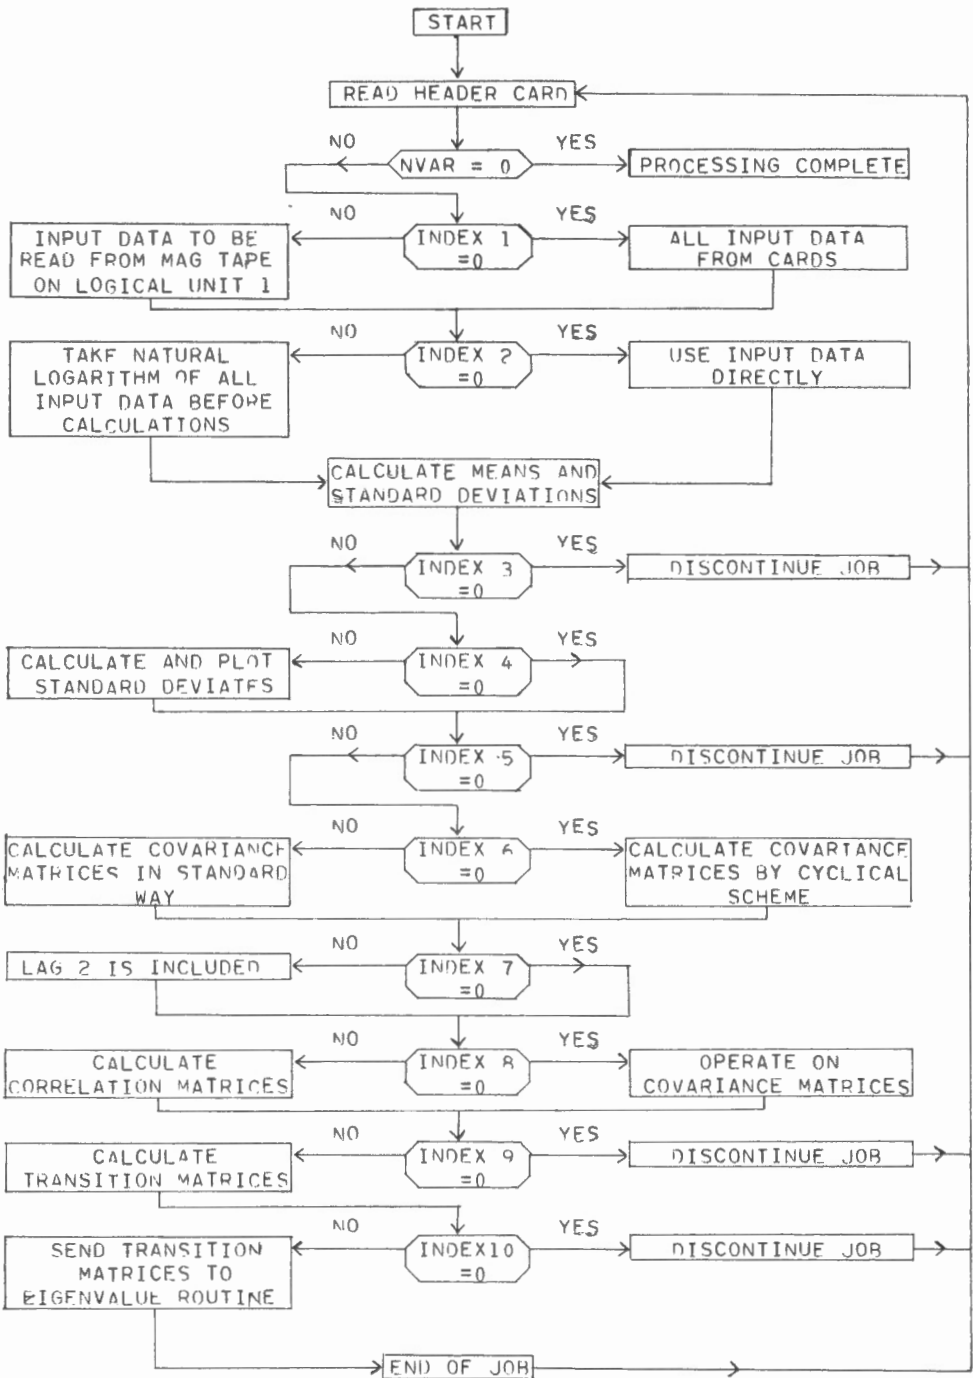 START
READ HEADER CARD
NO
YES
NVAR = 0
PROCESSING COMPLETE
NO
YES
INPUT DATA TO BE
READ FROM MAG TAPE
ON LOGICAL UNIT 1
INDEX 1
=0
ALL INPUT DATA
FROM CARDS
NO
YES
TAKE NATURAL
LOGARITHM OF ALL
INPUT DATA BEFORE
CALCULATIONS
INDEX 2
=0
USE INPUT DATA
DIRECTLY
CALCULATE MEANS AND
STANDARD DEVIATIONS
NO
YES
INDEX 3
=0
DISCONTINUE JOB
NO
YES
CALCULATE AND PLOT
STANDARD DEVIATES
INDEX 4
=0
NO
YES
INDEX 5
=0
DISCONTINUE JOB
NO
YES
CALCULATE COVARIANCE
MATRICES IN STANDARD
WAY
INDEX 6
=0
CALCULATE COVARIANCE
MATRICES BY CYCLICAL
SCHEME
NO
YES
LAG 2 IS INCLUDED
INDEX 7
=0
NO
YES
CALCULATE
CORRELATION MATRICES
INDEX 8
=0
OPERATE ON
COVARIANCE MATRICES
NO
YES
CALCULATE
TRANSITION MATRICES
INDEX 9
=0
DISCONTINUE JOB
NO
YES
SEND TRANSITION
MATRICES TO
EIGENVALUE ROUTINE
INDEX10
=0
DISCONTINUE JOB
END OF JOB